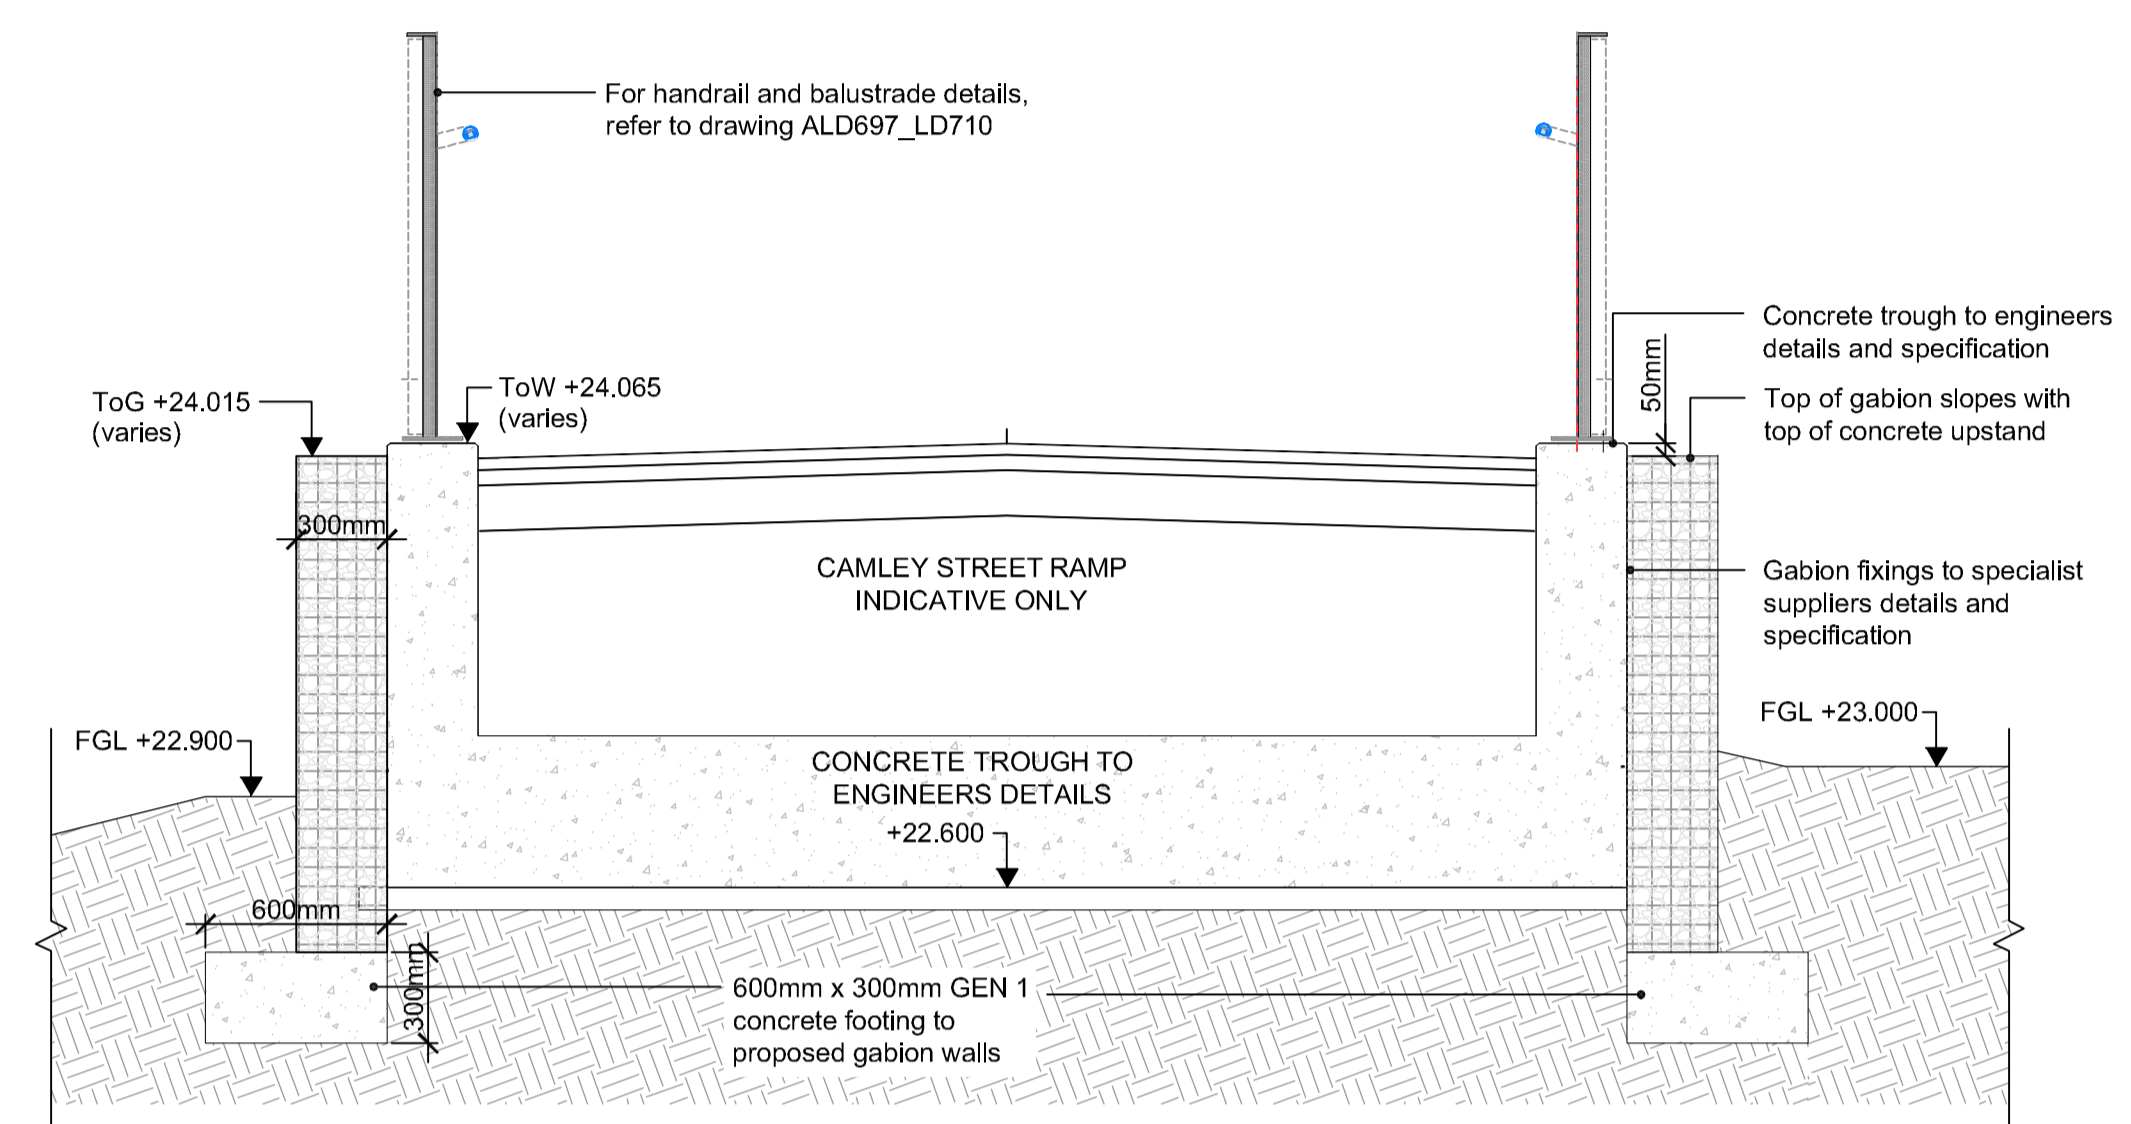 For handrail and balustrade details,
refer to drawing ALD697_LD710
Concrete trough to engineers
details and specification
50mm
ToG +24.015
(varies)
ToW +24.065
(varies)
Top of gabion slopes with
top of concrete upstand
300mm
CAMLEY STREET RAMP
INDICATIVE ONLY
Gabion fixings to specialist
suppliers details and
specification
FGL +22.900
FGL +23.000
CONCRETE TROUGH TO
ENGINEERS DETAILS
+22.600
600mm
300mm
600mm x 300mm GEN 1
concrete footing to
proposed gabion walls